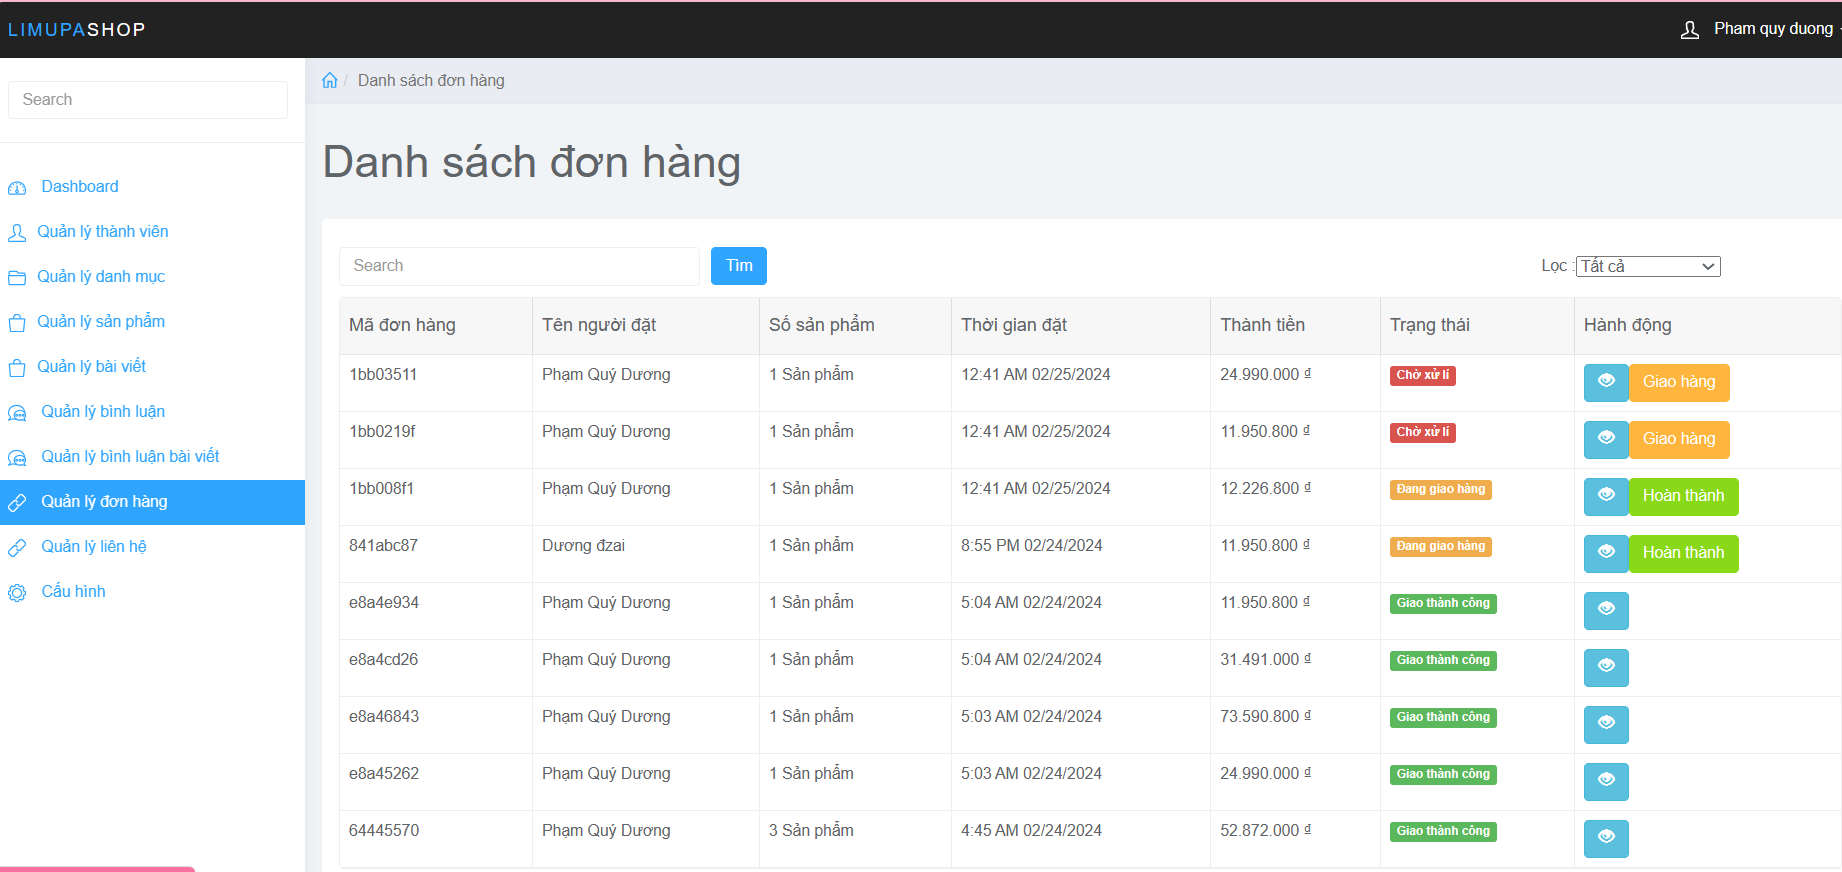 LIMUPASHOP
Pham quy duong
Search
Danh sách đơn hàng
Dashboard
Quản lý thành viên
Quản lý danh mục
Quản lý sản phẩm
Quản lý bài viết
Quản lý bình luận
Quản lý bình luận bài viết
Quản lý đơn hàng
Quản lý liên hệ
Cấu hình
Danh sách đơn hàng
Search Tìm Lọc : Tất cả
Mã đơn hàng Tên người đặt Số sản phẩm Thời gian đặt Thành tiền Trạng thái Hành động
1bb03511 Phạm Quý Dương 1 Sản phẩm 12:41 AM 02/25/2024 24.990.000 ₫ Chờ xử lí Giao hàng
1bb0219f Phạm Quý Dương 1 Sản phẩm 12:41 AM 02/25/2024 11.950.800 ₫ Chờ xử lí Giao hàng
1bb008f1 Phạm Quý Dương 1 Sản phẩm 12:41 AM 02/25/2024 12.226.800 ₫ Đang giao hàng Hoàn thành
841abc87 Dương đzai 1 Sản phẩm 8:55 PM 02/24/2024 11.950.800 ₫ Đang giao hàng Hoàn thành
e8a4e934 Phạm Quý Dương 1 Sản phẩm 5:04 AM 02/24/2024 11.950.800 ₫ Giao thành công
e8a4cd26 Phạm Quý Dương 1 Sản phẩm 5:04 AM 02/24/2024 31.491.000 ₫ Giao thành công
e8a46843 Phạm Quý Dương 1 Sản phẩm 5:03 AM 02/24/2024 73.590.800 ₫ Giao thành công
e8a45262 Phạm Quý Dương 1 Sản phẩm 5:03 AM 02/24/2024 24.990.000 ₫ Giao thành công
64445570 Phạm Quý Dương 3 Sản phẩm 4:45 AM 02/24/2024 52.872.000 ₫ Giao thành công